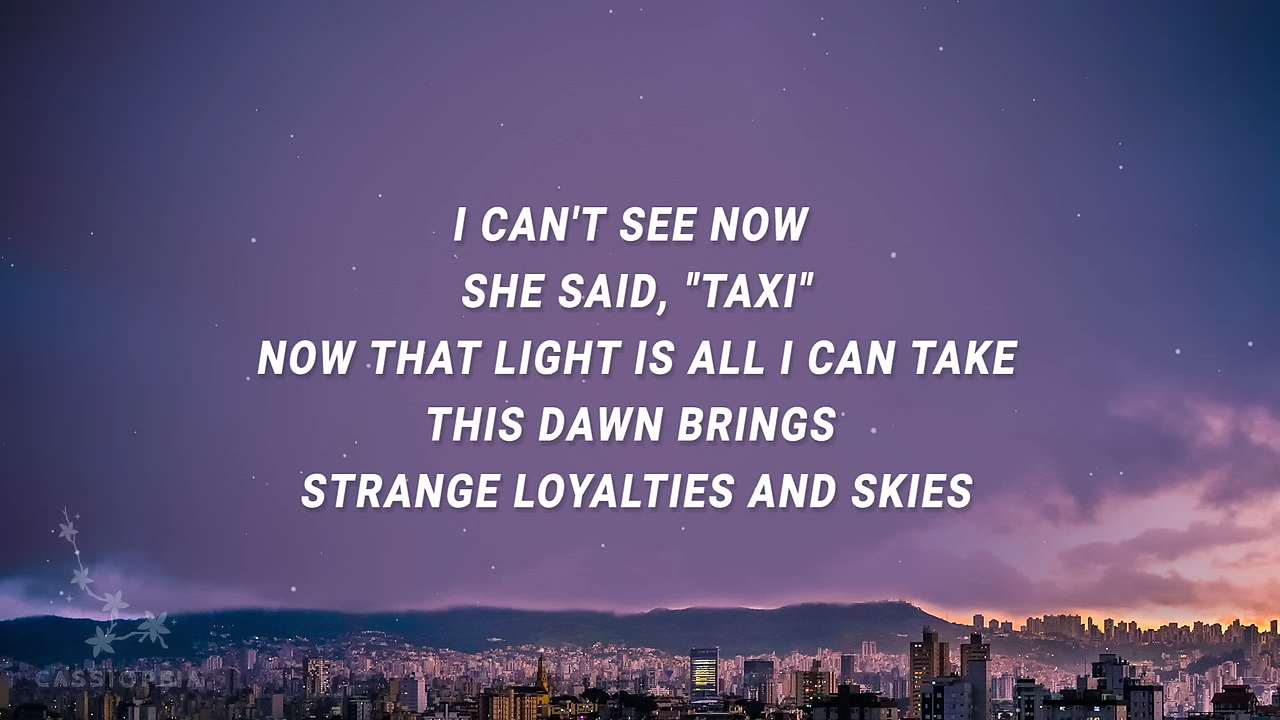 I CAN'T SEE NOW
SHE SAID, "TAXI"
NOW THAT LIGHT IS ALL I CAN TAKE
THIS DAWN BRINGS
STRANGE LOYALTIES AND SKIES
CASSIOPEIA